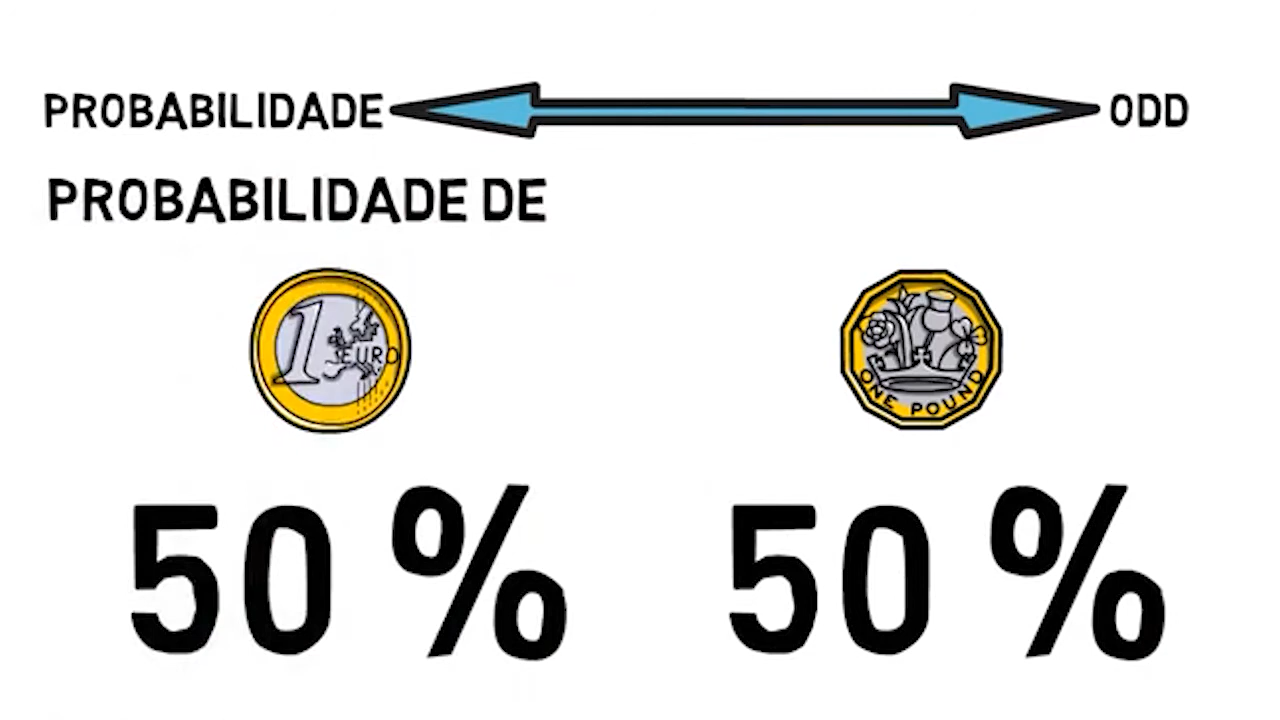 PROBABILIDADE ODD
PROBABILIDADE DE
1 EURO
ONE POUND
50 % 50 %